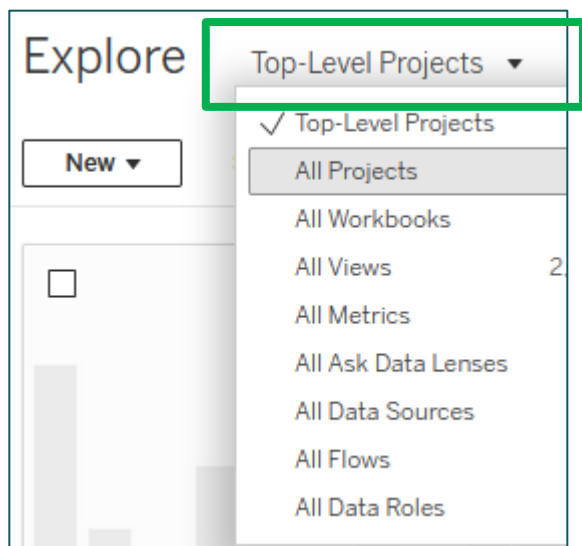 Explore Top-Level Projects
Top-Level Projects
New
All Projects
All Workbooks
All Views 2,
All Metrics
All Ask Data Lenses
All Data Sources
All Flows
All Data Roles